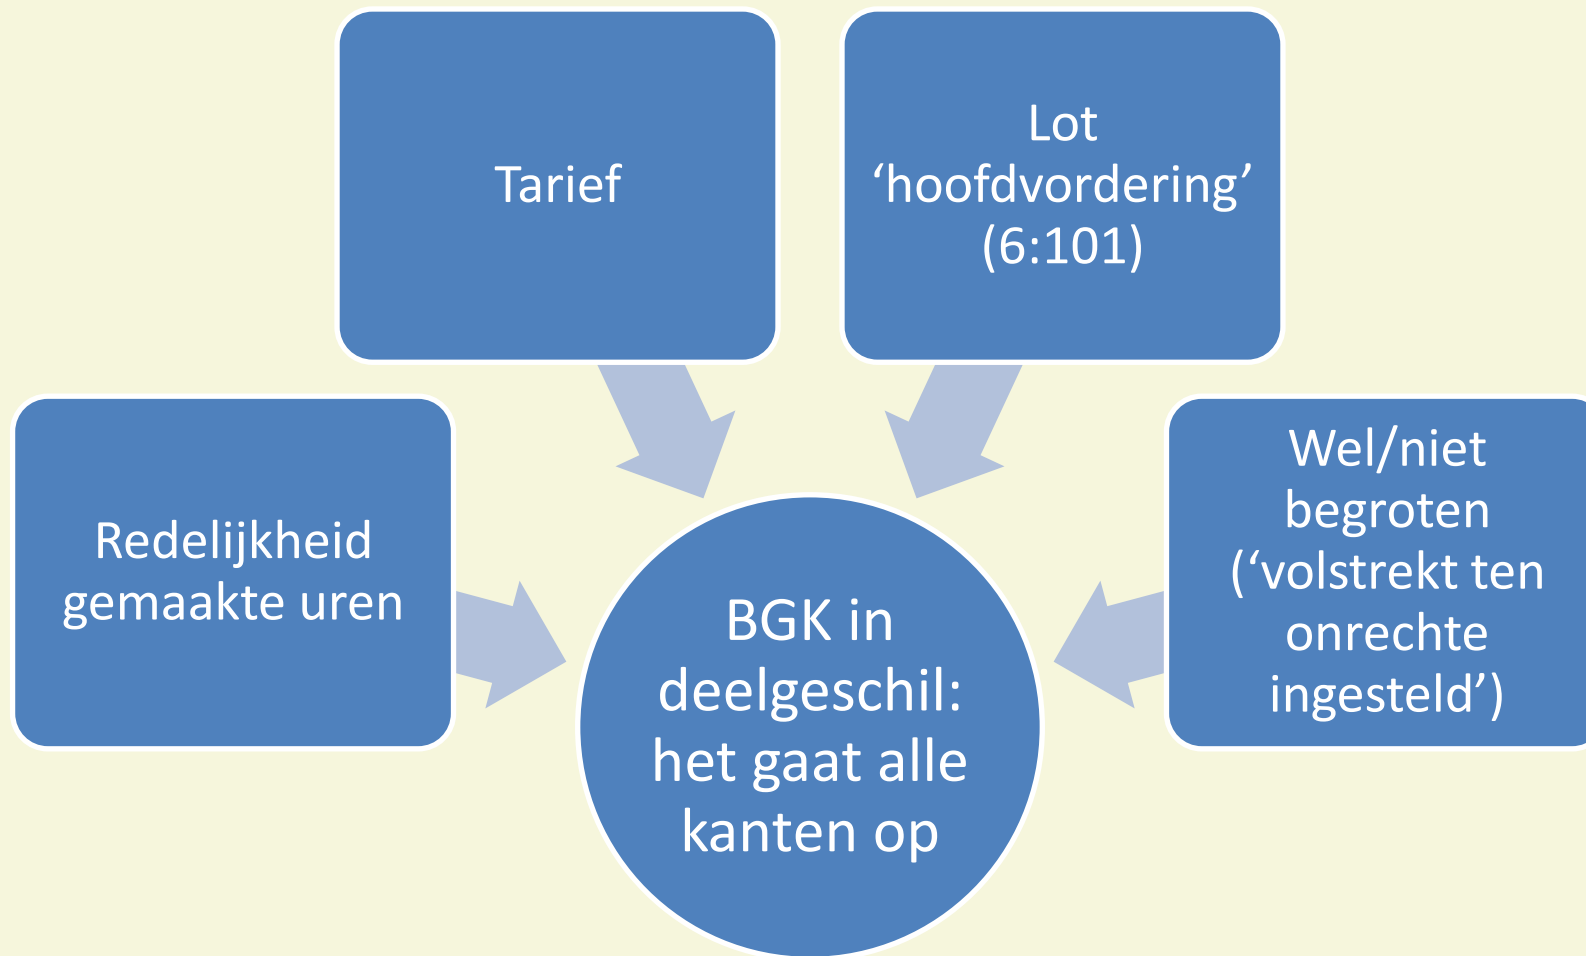 Tarief
Lot
‘hoofdvordering’
(6:101)
Redelijkheid
gemaakte uren
Wel/niet
begroten
(‘volstrekt ten
onrechte
ingesteld’)
BGK in
deelgeschil:
het gaat alle
kanten op